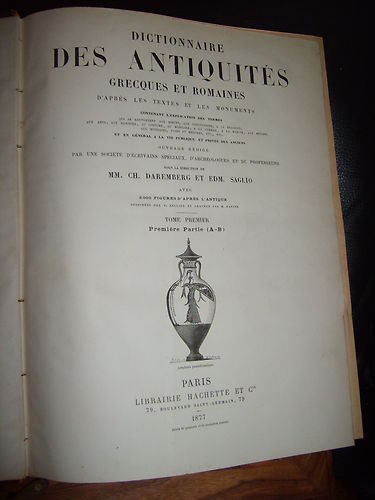 DICTIONNAIRE
DES ANTIQUITÉS
GRECQUES ET ROMAINES
D'APRÈS LES TEXTES ET LES MONUMENTS
CONTENANT L'EXPLICATION DES TERMES
ET EN GÉNÉRAL A LA VIE PUBLIQUE ET PRIVÉE DES ANCIENS
OUVRAGE RÉDIGÉ
PAR UNE SOCIÉTÉ D'ÉCRIVAINS SPÉCIAUX, D'ARCHÉOLOGUES ET DE PROFESSEURS
SOUS LA DIRECTION DE
MM. CH. DAREMBERG ET EDM. SAGLIO
AVEC
6,000 FIGURES D'APRÈS L'ANTIQUE
TOME PREMIER
Première Partie (A-B)
PARIS
LIBRAIRIE HACHETTE ET Cie
79, BOULEVARD SAINT-GERMAIN, 79
1877